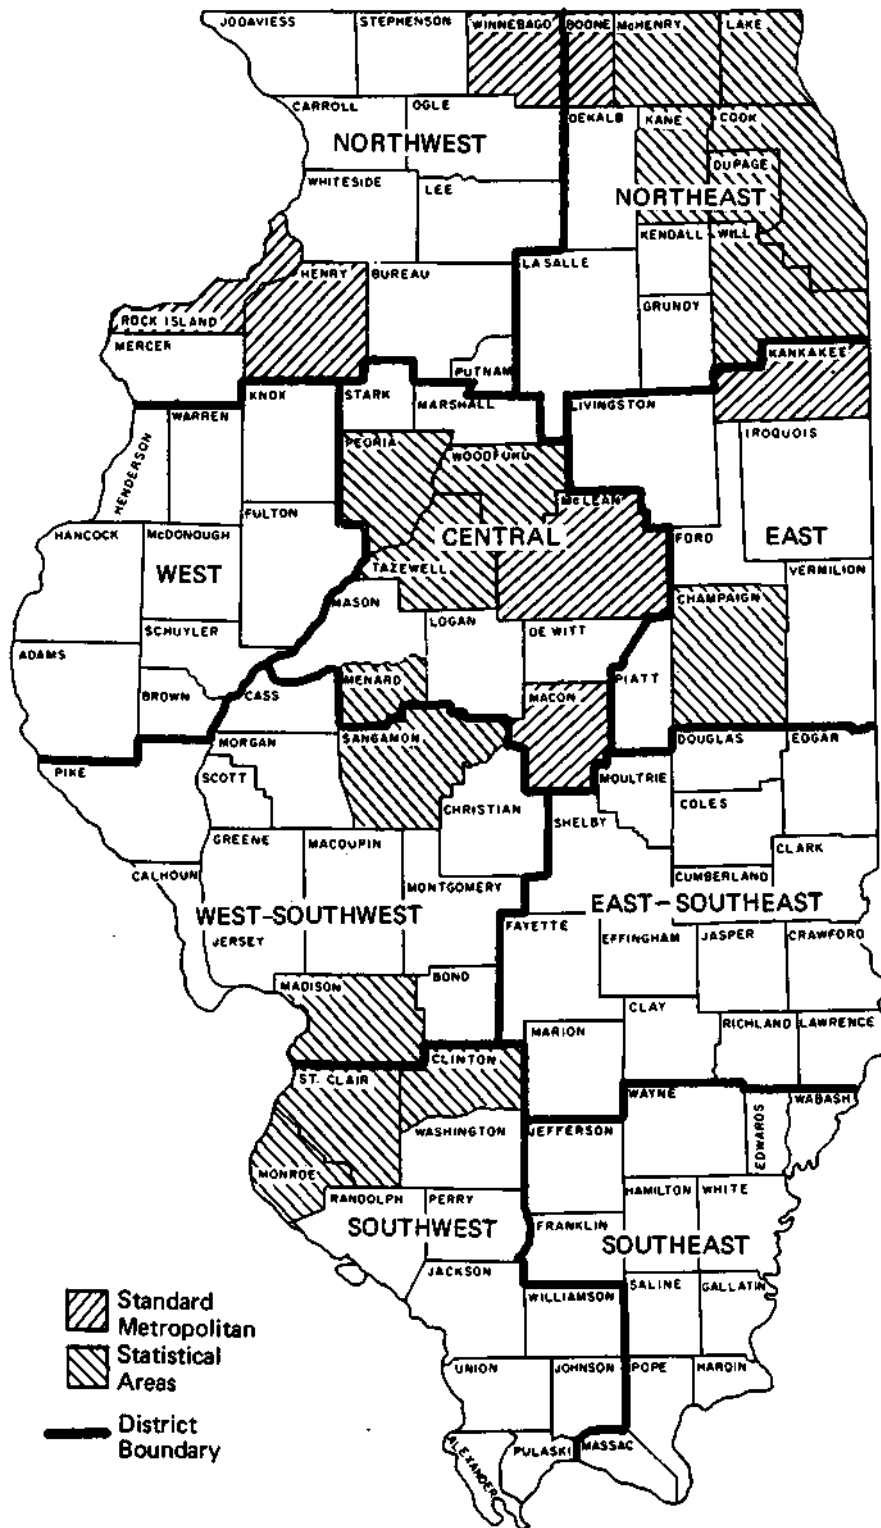 JODAVIESS
STEPHENSON
WINNEBAGO
BOONE
McHENRY
LAKE
CARROLL
OGLE
DEKALB
KANE
COOK
NORTHWEST
DUPAGE
WHITESIDE
LEE
NORTHEAST
KENDALL
WILL
LA SALLE
HENRY
BUREAU
GRUNDY
ROCK ISLAND
MERCER
KANKAKEE
PUTNAM
KNOX
STARK
MARSHALL
LIVINGSTON
WARREN
HENDERSON
PEORIA
WOODFORD
IROQUOIS
McLEAN
FULTON
HANCOCK
McDONOUGH
CENTRAL
FORD
EAST
WEST
TAZEWELL
VERMILION
MASON
CHAMPAIGN
LOGAN
DE WITT
SCHUYLER
ADAMS
BROWN
CASS
MENARD
MACON
PIATT
MORGAN
SANGAMON
DOUGLAS
EDGAR
PIKE
SCOTT
MOULTRIE
CHRISTIAN
SHELBY
COLES
GREENE
MACOUPIN
CLARK
CALHOUN
MONTGOMERY
CUMBERLAND
WEST-SOUTHWEST
EAST-SOUTHEAST
JERSEY
FAYETTE
EFFINGHAM
JASPER
CRAWFORD
MADISON
BOND
CLAY
MARION
RICHLAND
LAWRENCE
CLINTON
ST. CLAIR
WAYNE
WABASH
EDWARDS
WASHINGTON
JEFFERSON
MONROE
RANDOLPH
PERRY
HAMILTON
WHITE
SOUTHWEST
FRANKLIN
SOUTHEAST
JACKSON
WILLIAMSON
SALINE
GALLATIN
UNION
JOHNSON
POPE
HARDIN
ALEXANDER
PULASKI
MASSAC
Standard
Metropolitan
Statistical
Areas
District
Boundary